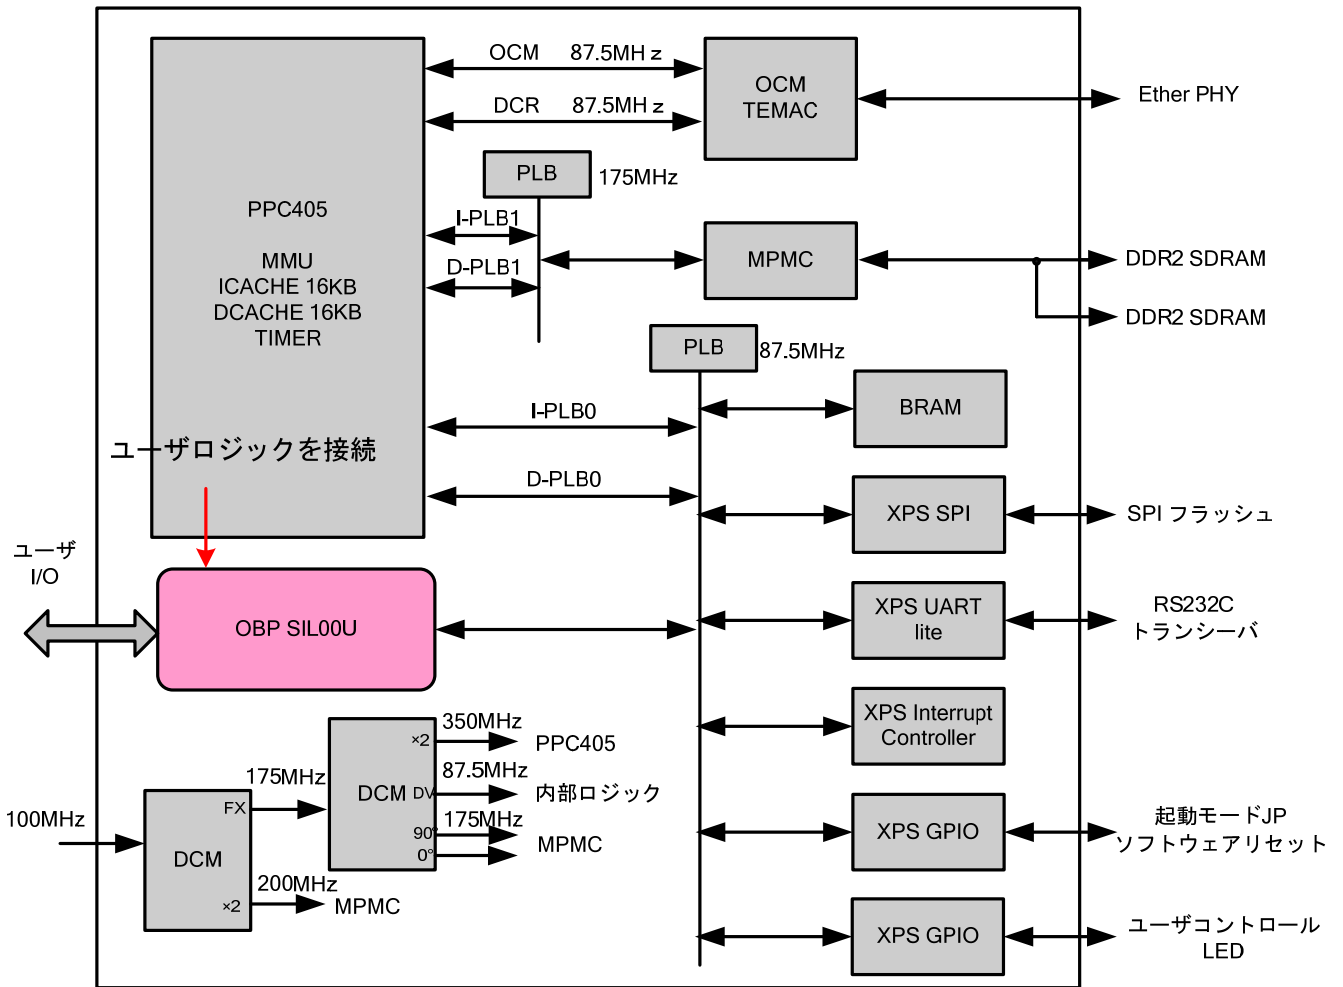 OCM 87.5MHz
DCR 87.5MHz
OCM
TEMAC
Ether PHY
PLB
175MHz
PPC405
MMU
ICACHE 16KB
DCACHE 16KB
TIMER
I-PLB1
D-PLB1
MPMC
DDR2 SDRAM
DDR2 SDRAM
PLB
87.5MHz
BRAM
I-PLB0
ユーザロジックを接続
D-PLB0
XPS SPI
SPI フラッシュ
ユーザ
I/O
OBP SIL00U
XPS UART
lite
RS232C
トランシーバ
XPS Interrupt
Controller
350MHz
×2
PPC405
87.5MHz
DCM
DV
内部ロジック
175MHz
90°
0°
MPMC
175MHz
FX
100MHz
DCM
200MHz
×2
MPMC
XPS GPIO
起動モードJP
ソフトウェアリセット
XPS GPIO
ユーザコントロール
LED